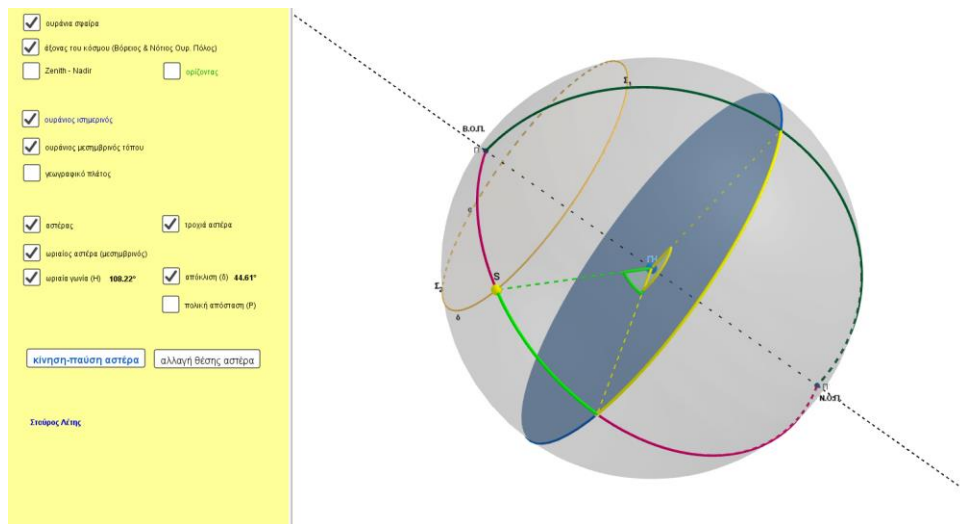 ουράνια σφαίρα
άξονας του κόσμου (Βόρειος & Νότιος Ουρ. Πόλος)
Zenith - Nadir
ορίζοντας
ουράνιος ισημερινός
ουράνιος μεσημβρινός τόπου
γεωγραφικό πλάτος
αστέρας
τροχιά αστέρα
ωριαίος αστέρα (μεσημβρινός)
ωριαία γωνία (Η) 108.22°
απόκλιση (δ) 44.61°
πολική απόσταση (P)
κίνηση-παύση αστέρα
αλλαγή θέσης αστέρα
Σταύρος Λέτης
Σ1
Β.Ο.Π.
Π
S
Σ2
δ
Γη
Π
Ν.Ο.Π.